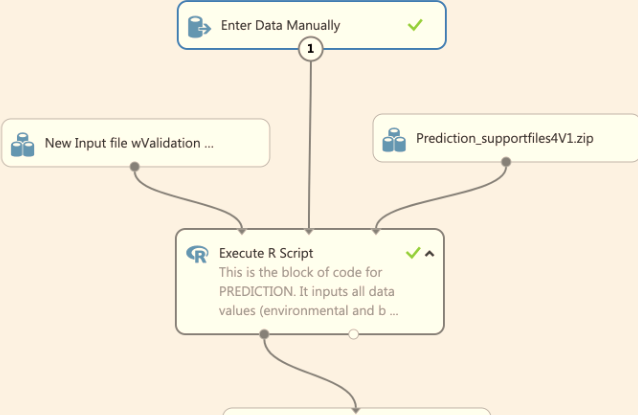 Enter Data Manually
1
New Input file wValidation ...
Prediction_supportfiles4V1.zip
R
Execute R Script
This is the block of code for
PREDICTION. It inputs all data
values (environmental and b ...